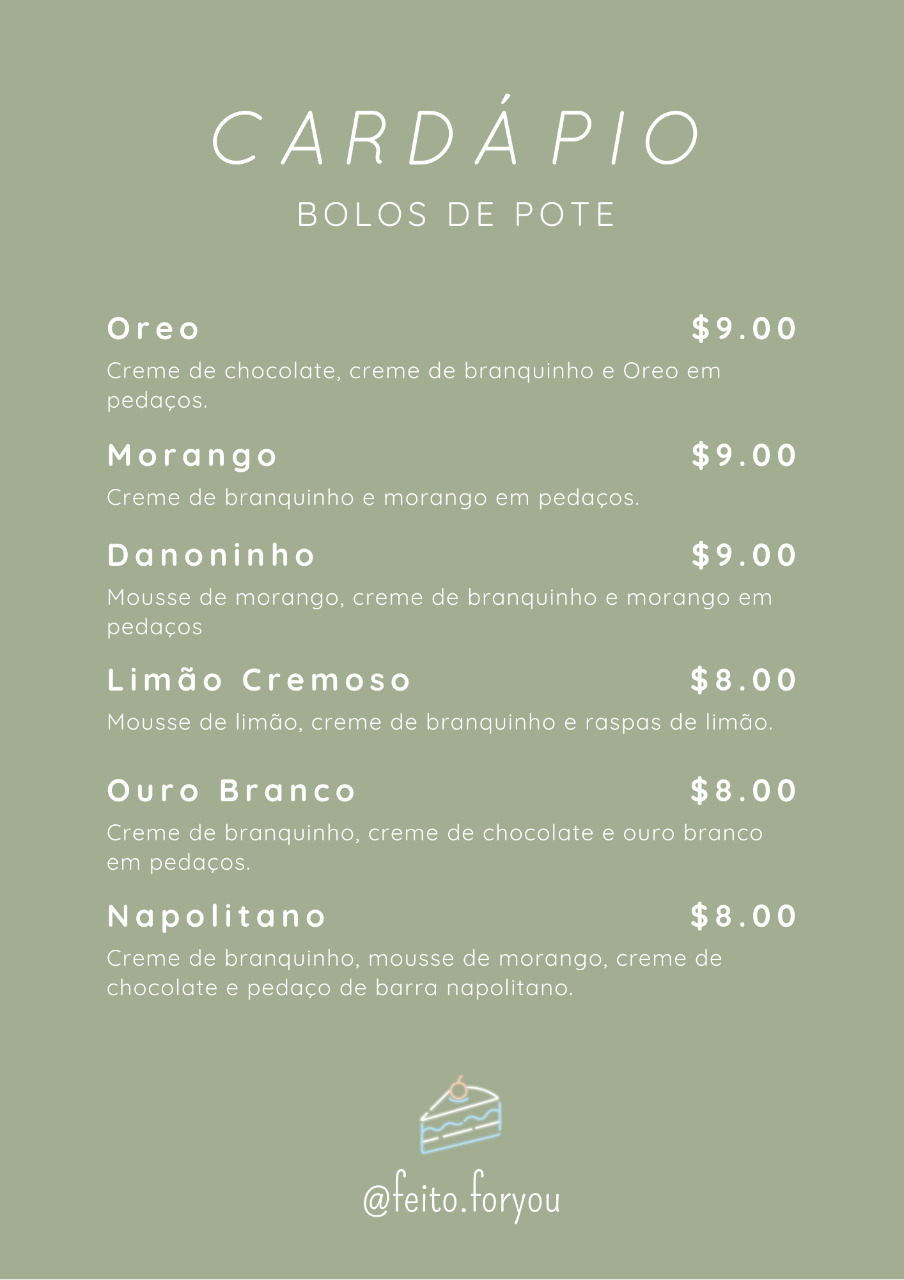 CARDÁPIO
BOLOS DE POTE
Oreo $9.00
Creme de chocolate, creme de branquinho e Oreo em
pedaços.
Morango $9.00
Creme de branquinho e morango em pedaços.
Danoninho $9.00
Mousse de morango, creme de branquinho e morango em
pedaços
Limão Cremoso $8.00
Mousse de limão, creme de branquinho e raspas de limão.
Ouro Branco $8.00
Creme de branquinho, creme de chocolate e ouro branco
em pedaços.
Napolitano $8.00
Creme de branquinho, mousse de morango, creme de
chocolate e pedaço de barra napolitano.
@feito.foryou